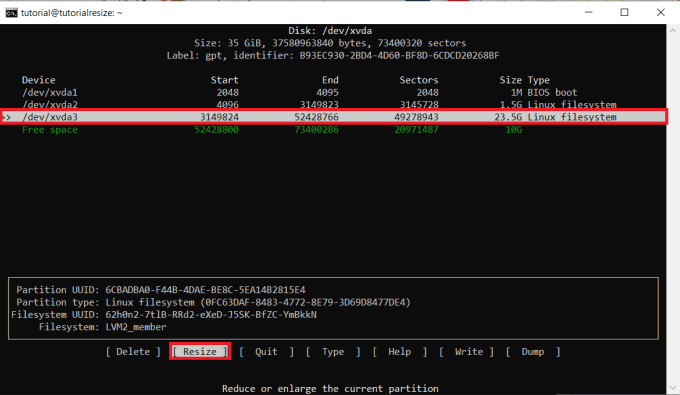 tutorial@tutorialresize: ~
Disk: /dev/xvda
Size: 35 GiB, 37580963840 bytes, 73400320 sectors
Label: gpt, identifier: B93EC930-2BD4-4D60-BF8D-6CDCD20268BF
Device Start End Sectors Size Type
/dev/xvda1 2048 4095 2048 1M BIOS boot
/dev/xvda2 4096 3149823 3145728 1.5G Linux filesystem
>> /dev/xvda3 3149824 52428766 49278943 23.5G Linux filesystem
Free space 52428800 73400286 20971487 10G
Partition UUID: 6CBADBA0-F44B-4DAE-BE8C-5EA14B2815E4
Partition type: Linux filesystem (0FC63DAF-8483-4772-8E79-3D69D8477DE4)
Filesystem UUID: 62h0n2-7tlB-RRd2-eXeD-J5SK-BfZC-YmBkkN
Filesystem: LVM2_member
[ Delete ] [ Resize ] [ Quit ] [ Type ] [ Help ] [ Write ] [ Dump ]
Reduce or enlarge the current partition